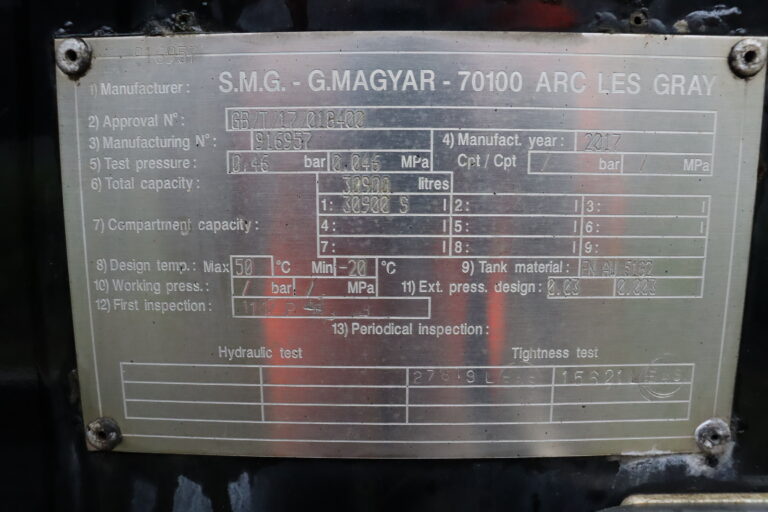 916957
1) Manufacturer : S.M.G. - G.MAGYAR - 70100 ARC LES GRAY
2) Approval N° : GB/T/17 018400
3) Manufacturing N° : 916957 4) Manufact. year : 2017
5) Test pressure : 0.46 bar 0.046 MPa Cpt / Cpt / bar / MPa
6) Total capacity : 30900 litres
7) Compartment capacity : 1: 30900 S l 2: l 3: l
4: l 5: l 6: l
7: l 8: l 9: l
8) Design temp.: Max 50 °C Min -20 °C 9) Tank material : EN AW 5182
10) Working press.: / bar / MPa 11) Ext. press. design : 0.03 0.003
12) First inspection :
13) Periodical inspection :
Hydraulic test Tightness test